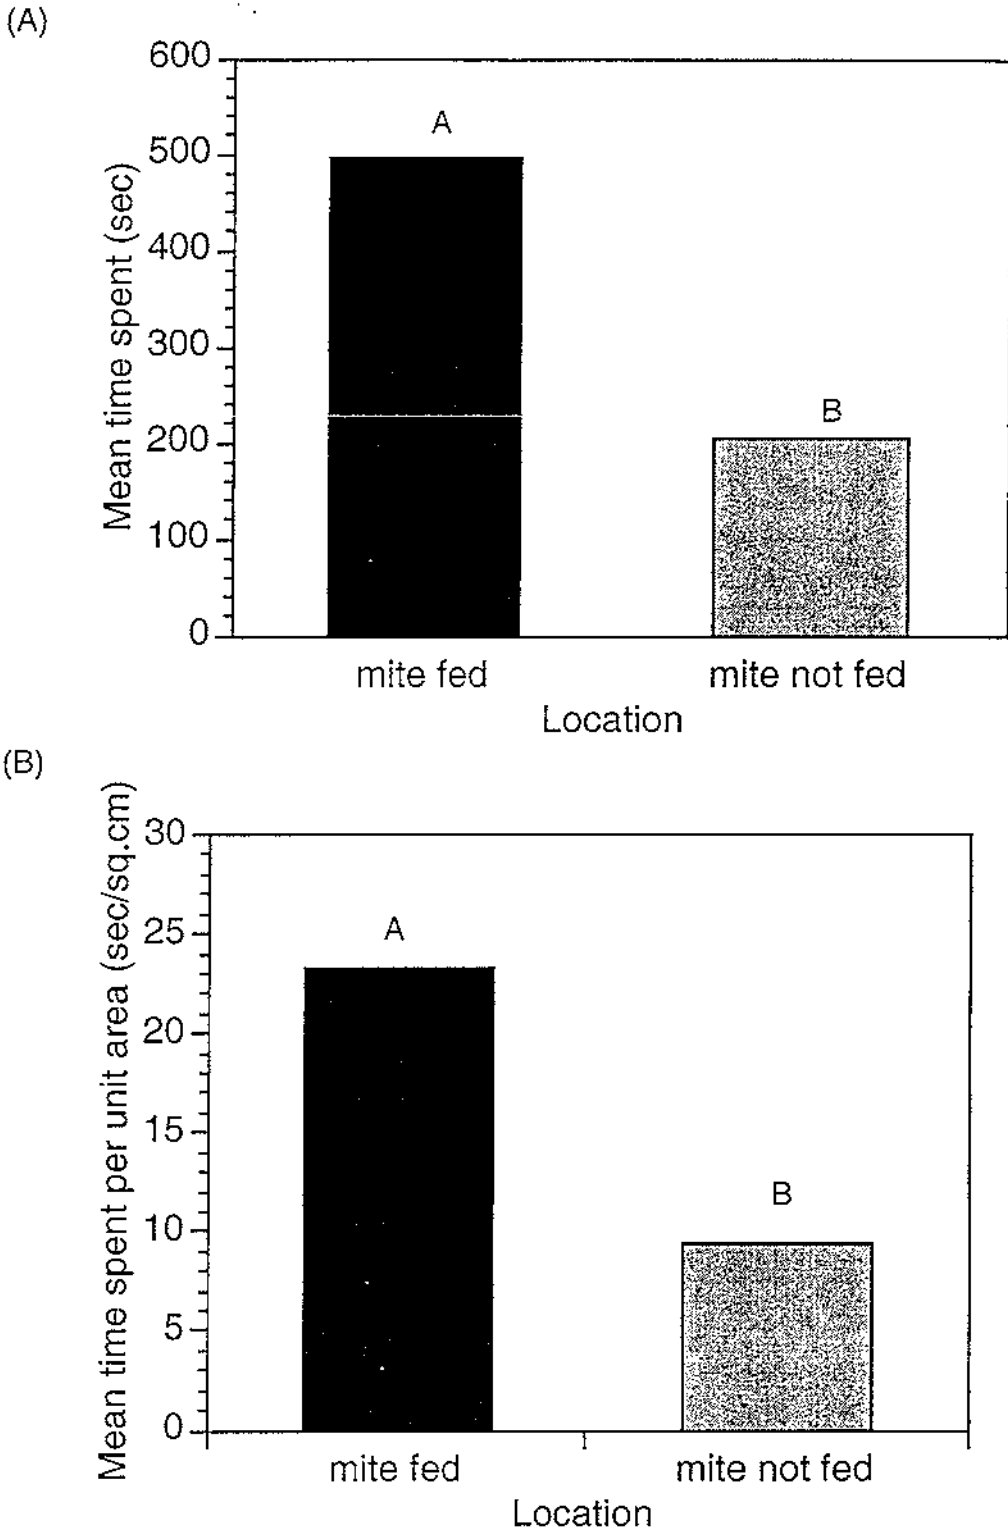 (A)
Mean time spent (sec)
600
500
400
300
200
100
0
A
B
mite fed
mite not fed
Location
(B)
Mean time spent per unit area (sec/sq.cm)
30
25
20
15
10
5
0
A
B
mite fed
mite not fed
Location